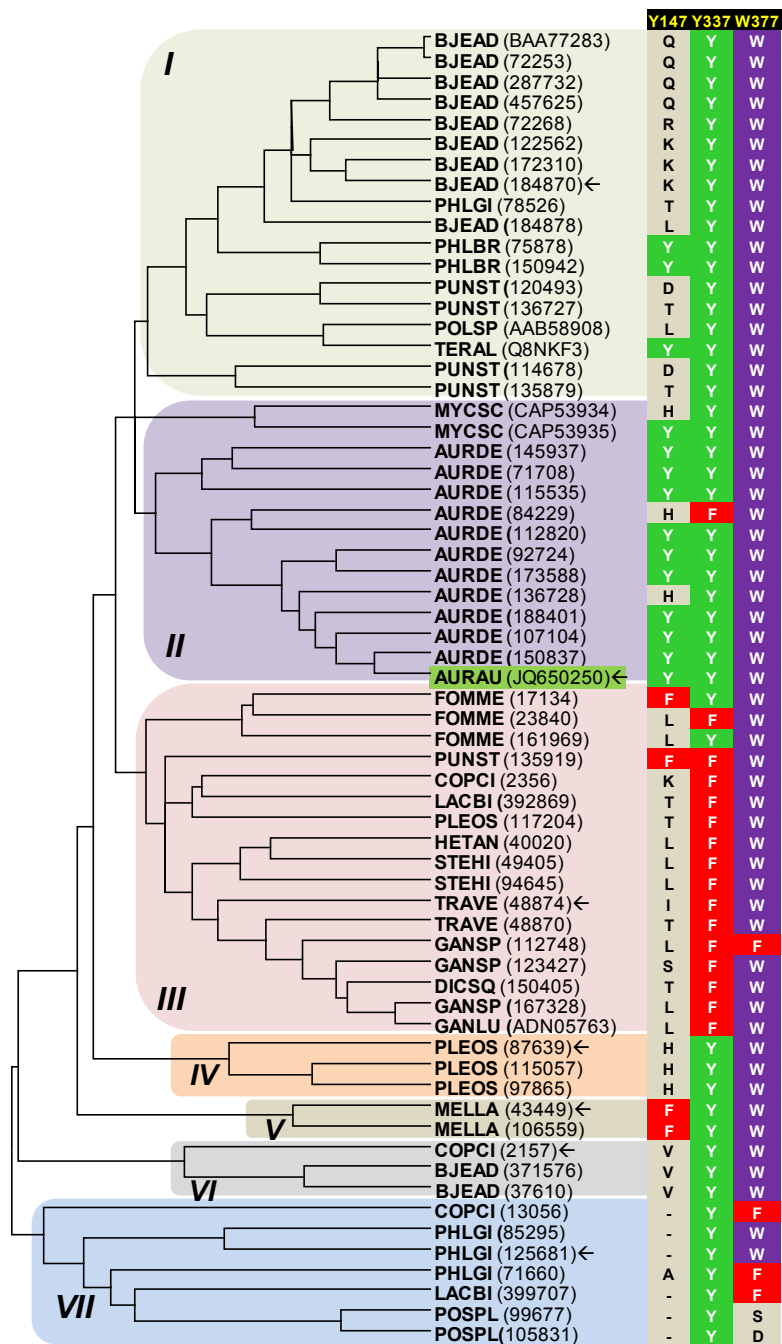 Y147 Y337 W377
I
BJEAD (BAA77283) Q Y W
BJEAD (72253) Q Y W
BJEAD (287732) Q Y W
BJEAD (457625) Q Y W
BJEAD (72268) R Y W
BJEAD (122562) K Y W
BJEAD (172310) K Y W
BJEAD (184870)← K Y W
PHLGI (78526) T Y W
BJEAD (184878) L Y W
PHLBR (75878) Y Y W
PHLBR (150942) Y Y W
PUNST (120493) D Y W
PUNST (136727) T Y W
POLSP (AAB58908) L Y W
TERAL (Q8NKF3) Y Y W
PUNST (114678) D Y W
PUNST (135879) T Y W
MYCSC (CAP53934) H Y W
MYCSC (CAP53935) Y Y W
AURDE (145937) Y Y W
AURDE (71708) Y Y W
AURDE (115535) Y Y W
AURDE (84229) H F W
AURDE (112820) Y Y W
AURDE (92724) Y Y W
AURDE (173588) Y Y W
AURDE (136728) H Y W
AURDE (188401) Y Y W
AURDE (107104) Y Y W
II
AURDE (150837) Y Y W
AURAU (JQ650250)← Y Y W
FOMME (17134) F Y W
FOMME (23840) L F W
FOMME (161969) L Y W
PUNST (135919) F F W
COPCI (2356) K F W
LACBI (392869) T F W
PLEOS (117204) T F W
HETAN (40020) L F W
STEHI (49405) L F W
STEHI (94645) L F W
TRAVE (48874)← I F W
TRAVE (48870) T F W
GANSP (112748) L F F
GANSP (123427) S F W
DICSQ (150405) T F W
III
GANSP (167328) L F W
GANLU (ADN05763) L F W
PLEOS (87639)← H Y W
IV
PLEOS (115057) H Y W
PLEOS (97865) H Y W
MELLA (43449)← F Y W
V
MELLA (106559) F Y W
COPCI (2157)← V Y W
BJEAD (371576) V Y W
VI
BJEAD (37610) V Y W
COPCI (13056) - Y F
PHLGI (85295) - Y W
PHLGI (125681)← - Y W
PHLGI (71660) A Y F
VII
LACBI (399707) - Y F
POSPL (99677) - Y S
POSPL(105831) - Y D